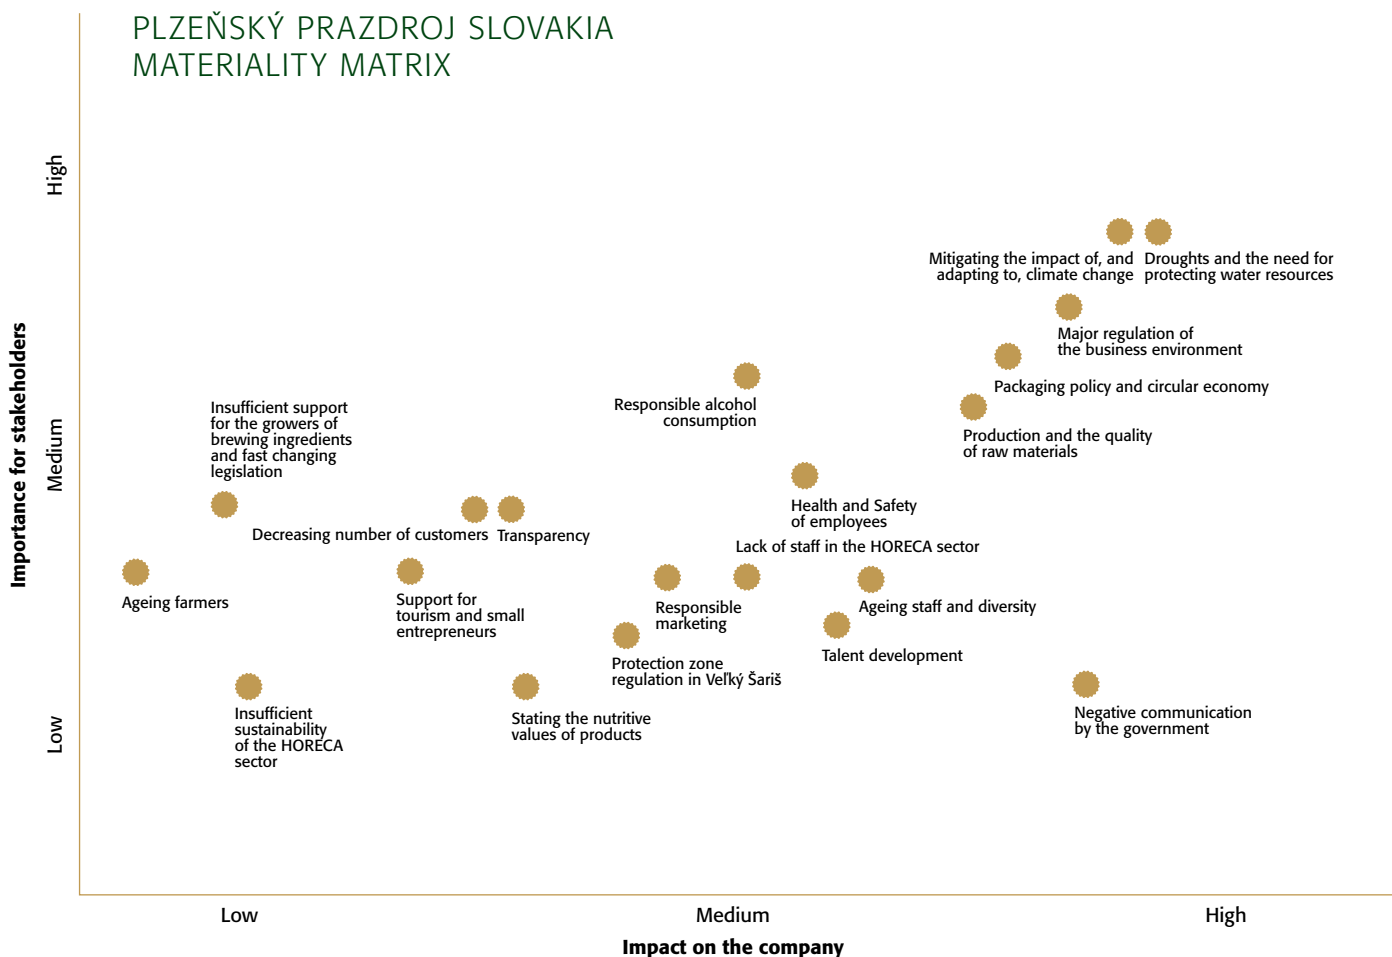 PLZEŇSKÝ PRAZDROJ SLOVAKIA
MATERIALITY MATRIX
Importance for stakeholders
High
Medium
Low
Mitigating the impact of, and
adapting to, climate change
Droughts and the need for
protecting water resources
Major regulation of
the business environment
Packaging policy and circular economy
Responsible alcohol
consumption
Production and the quality
of raw materials
Insufficient support
for the growers of
brewing ingredients
and fast changing
legislation
Health and Safety
of employees
Decreasing number of customers
Transparency
Lack of staff in the HORECA sector
Ageing farmers
Support for
tourism and small
entrepreneurs
Responsible
marketing
Ageing staff and diversity
Talent development
Protection zone
regulation in Veľký Šariš
Insufficient
sustainability
of the HORECA
sector
Stating the nutritive
values of products
Negative communication
by the government
Low
Medium
High
Impact on the company